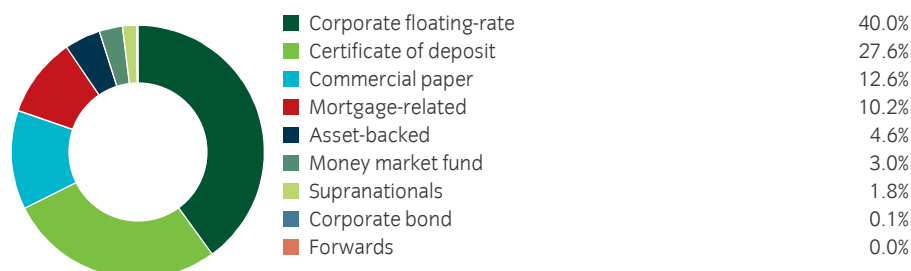 Corporate floating-rate 40.0%
Certificate of deposit 27.6%
Commercial paper 12.6%
Mortgage-related 10.2%
Asset-backed 4.6%
Money market fund 3.0%
Supranationals 1.8%
Corporate bond 0.1%
Forwards 0.0%